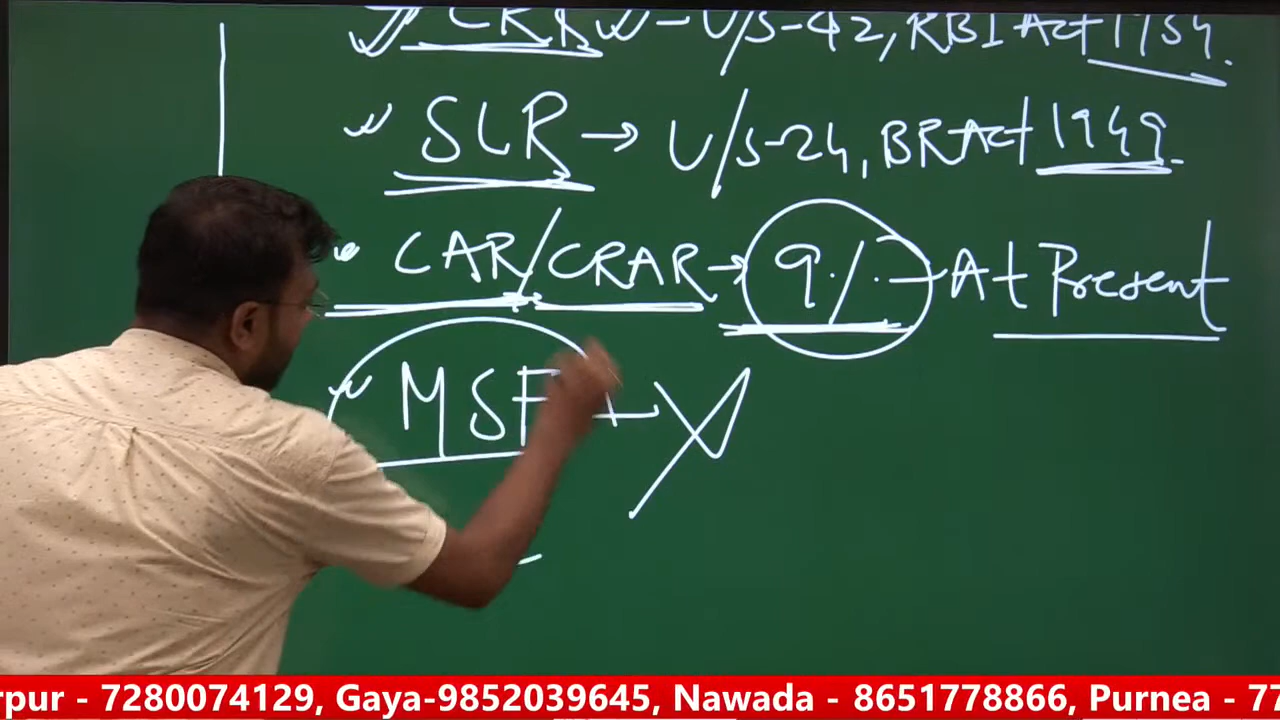 CRR - U/S-42, RBI Act 1934.
SLR → U/S-24, BR Act 1949.
CAR/CRAR → 9% - At Present
MSF
rpur - 7280074129, Gaya-9852039645, Nawada - 8651778866, Purnea - 77